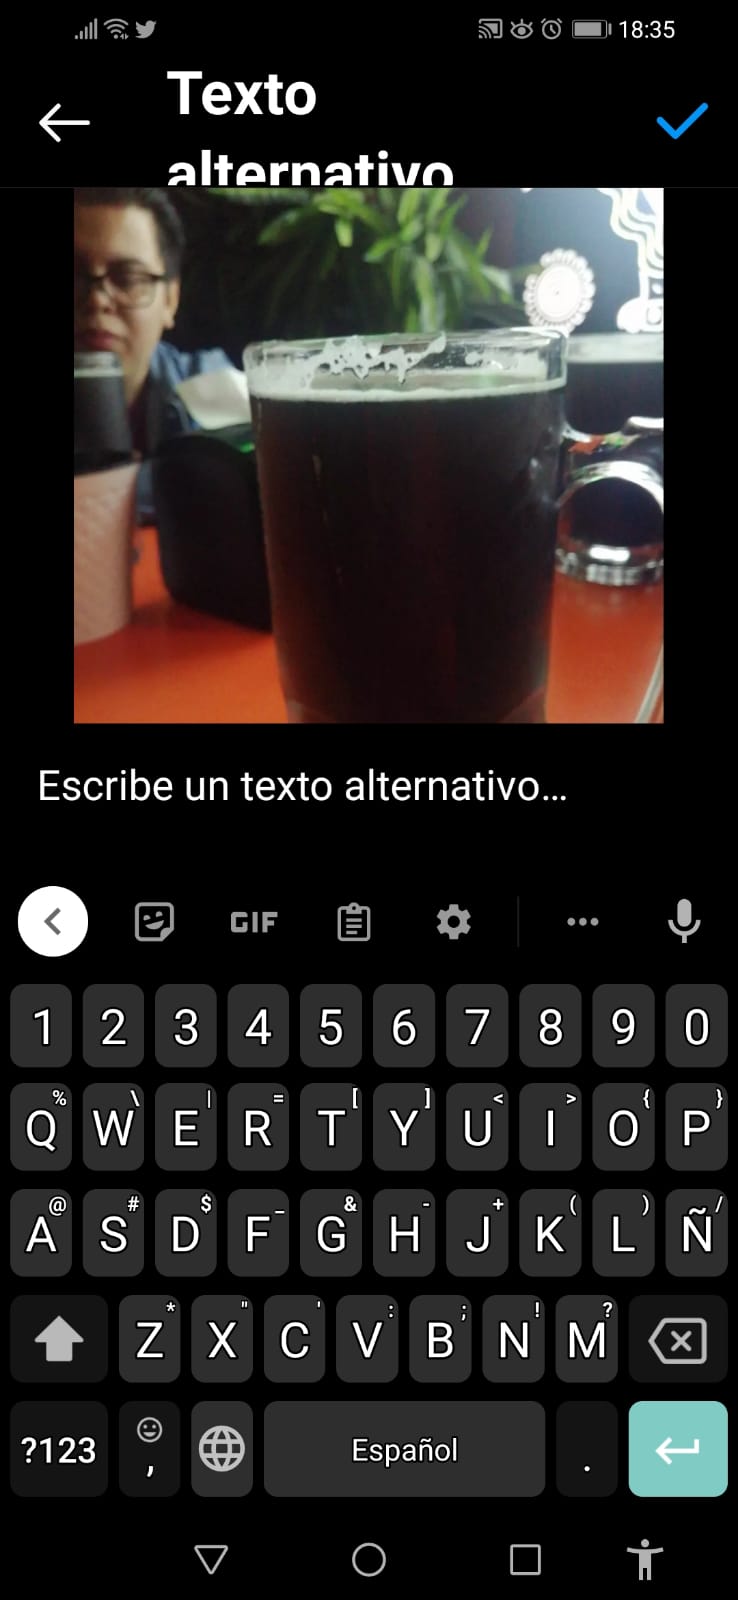 18:35
Texto
alternativo
Escribe un texto alternativo...
GIF
1 2 3 4 5 6 7 8 9 0
% \ | = [ ] < > { }
Q W E R T Y U I O P
@ # $ _ & - + ( ) /
A S D F G H J K L Ñ
* " ' : ; ! ?
Z X C V B N M
?123 , Español .